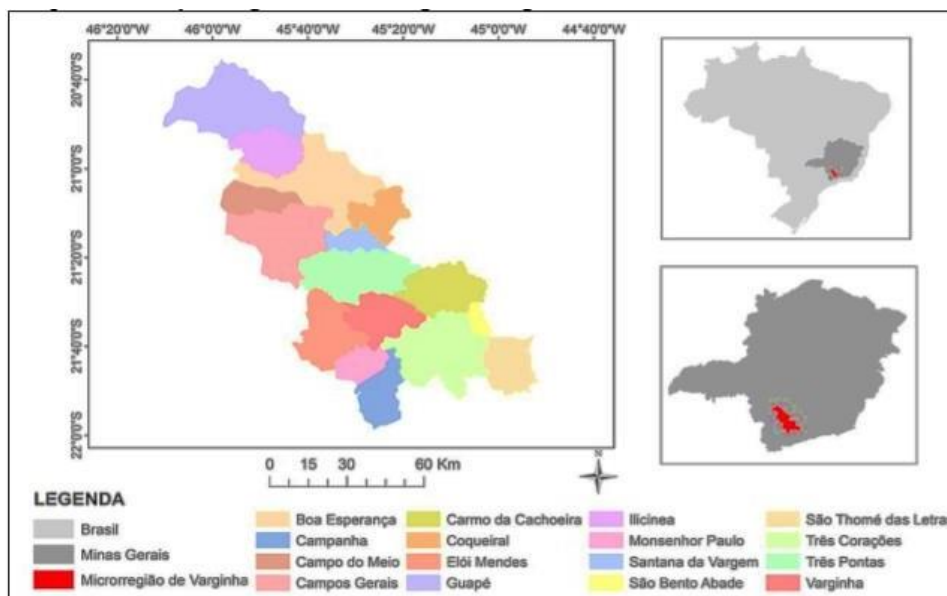 46°20'0"W 46°0'0"W 45°40'0"W 45°20'0"W 45°0'0"W 44°40'0"W
20°40'0"S
21°0'0"S
21°20'0"S
21°40'0"S
22°0'0"S
0 15 30 60 Km
N
LEGENDA
Brasil
Minas Gerais
Microrregião de Varginha
Boa Esperança
Campanha
Campo do Meio
Campos Gerais
Carmo da Cachoeira
Coqueiral
Elói Mendes
Guapé
Ilicinea
Monsenhor Paulo
Santana da Vargem
São Bento Abade
São Thomé das Letra
Três Corações
Três Pontas
Varginha